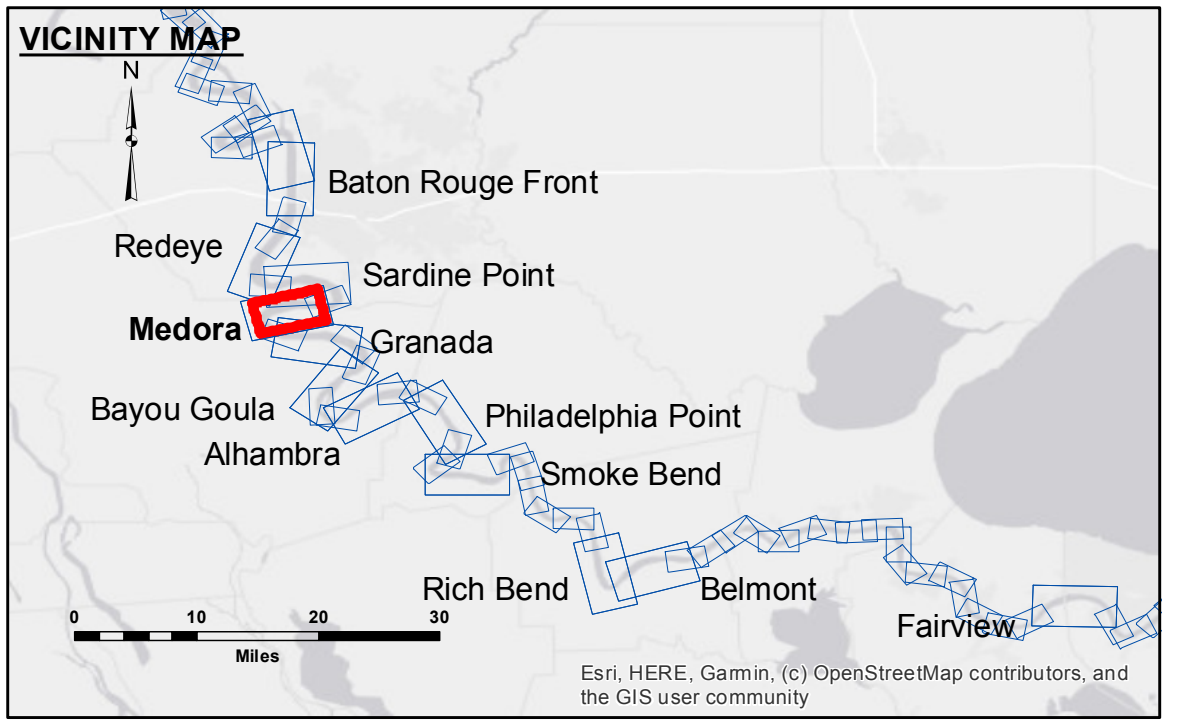 VICINITY MAP
N
Baton Rouge Front
Redeye
Sardine Point
Medora
Granada
Bayou Goula
Philadelphia Point
Alhambra
Smoke Bend
Rich Bend
Belmont
Fairview
0 10 20 30
Miles
Esri, HERE, Garmin, (c) OpenStreetMap contributors, and
the GIS user community